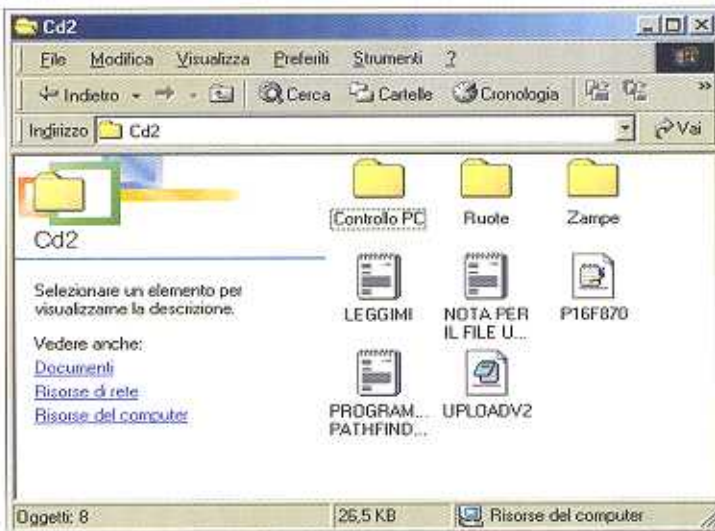 Cd2
File Modifica Visualizza Preferiti Strumenti ?
Indietro Cerca Cartelle Cronologia »
Indirizzo Cd2 Vai
Cd2
Selezionare un elemento per
visualizzarne la descrizione.
Vedere anche:
Documenti
Risorse di rete
Risorse del computer
Controllo PC Ruote Zampe
LEGGIMI NOTA PER P16F870
IL FILE U...
PROGRAM... UPLOADV2
PATHFIND...
Oggetti: 8 26,5 KB Risorse del computer